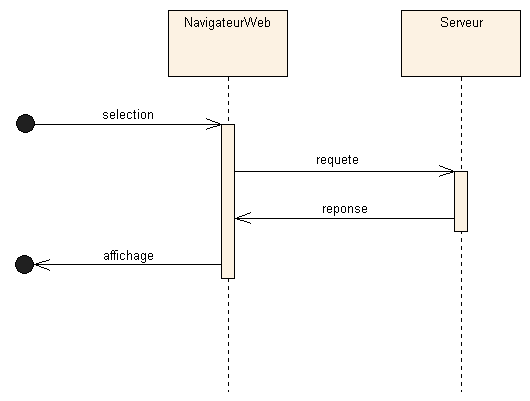 NavigateurWeb
Serveur
selection
requete
reponse
affichage